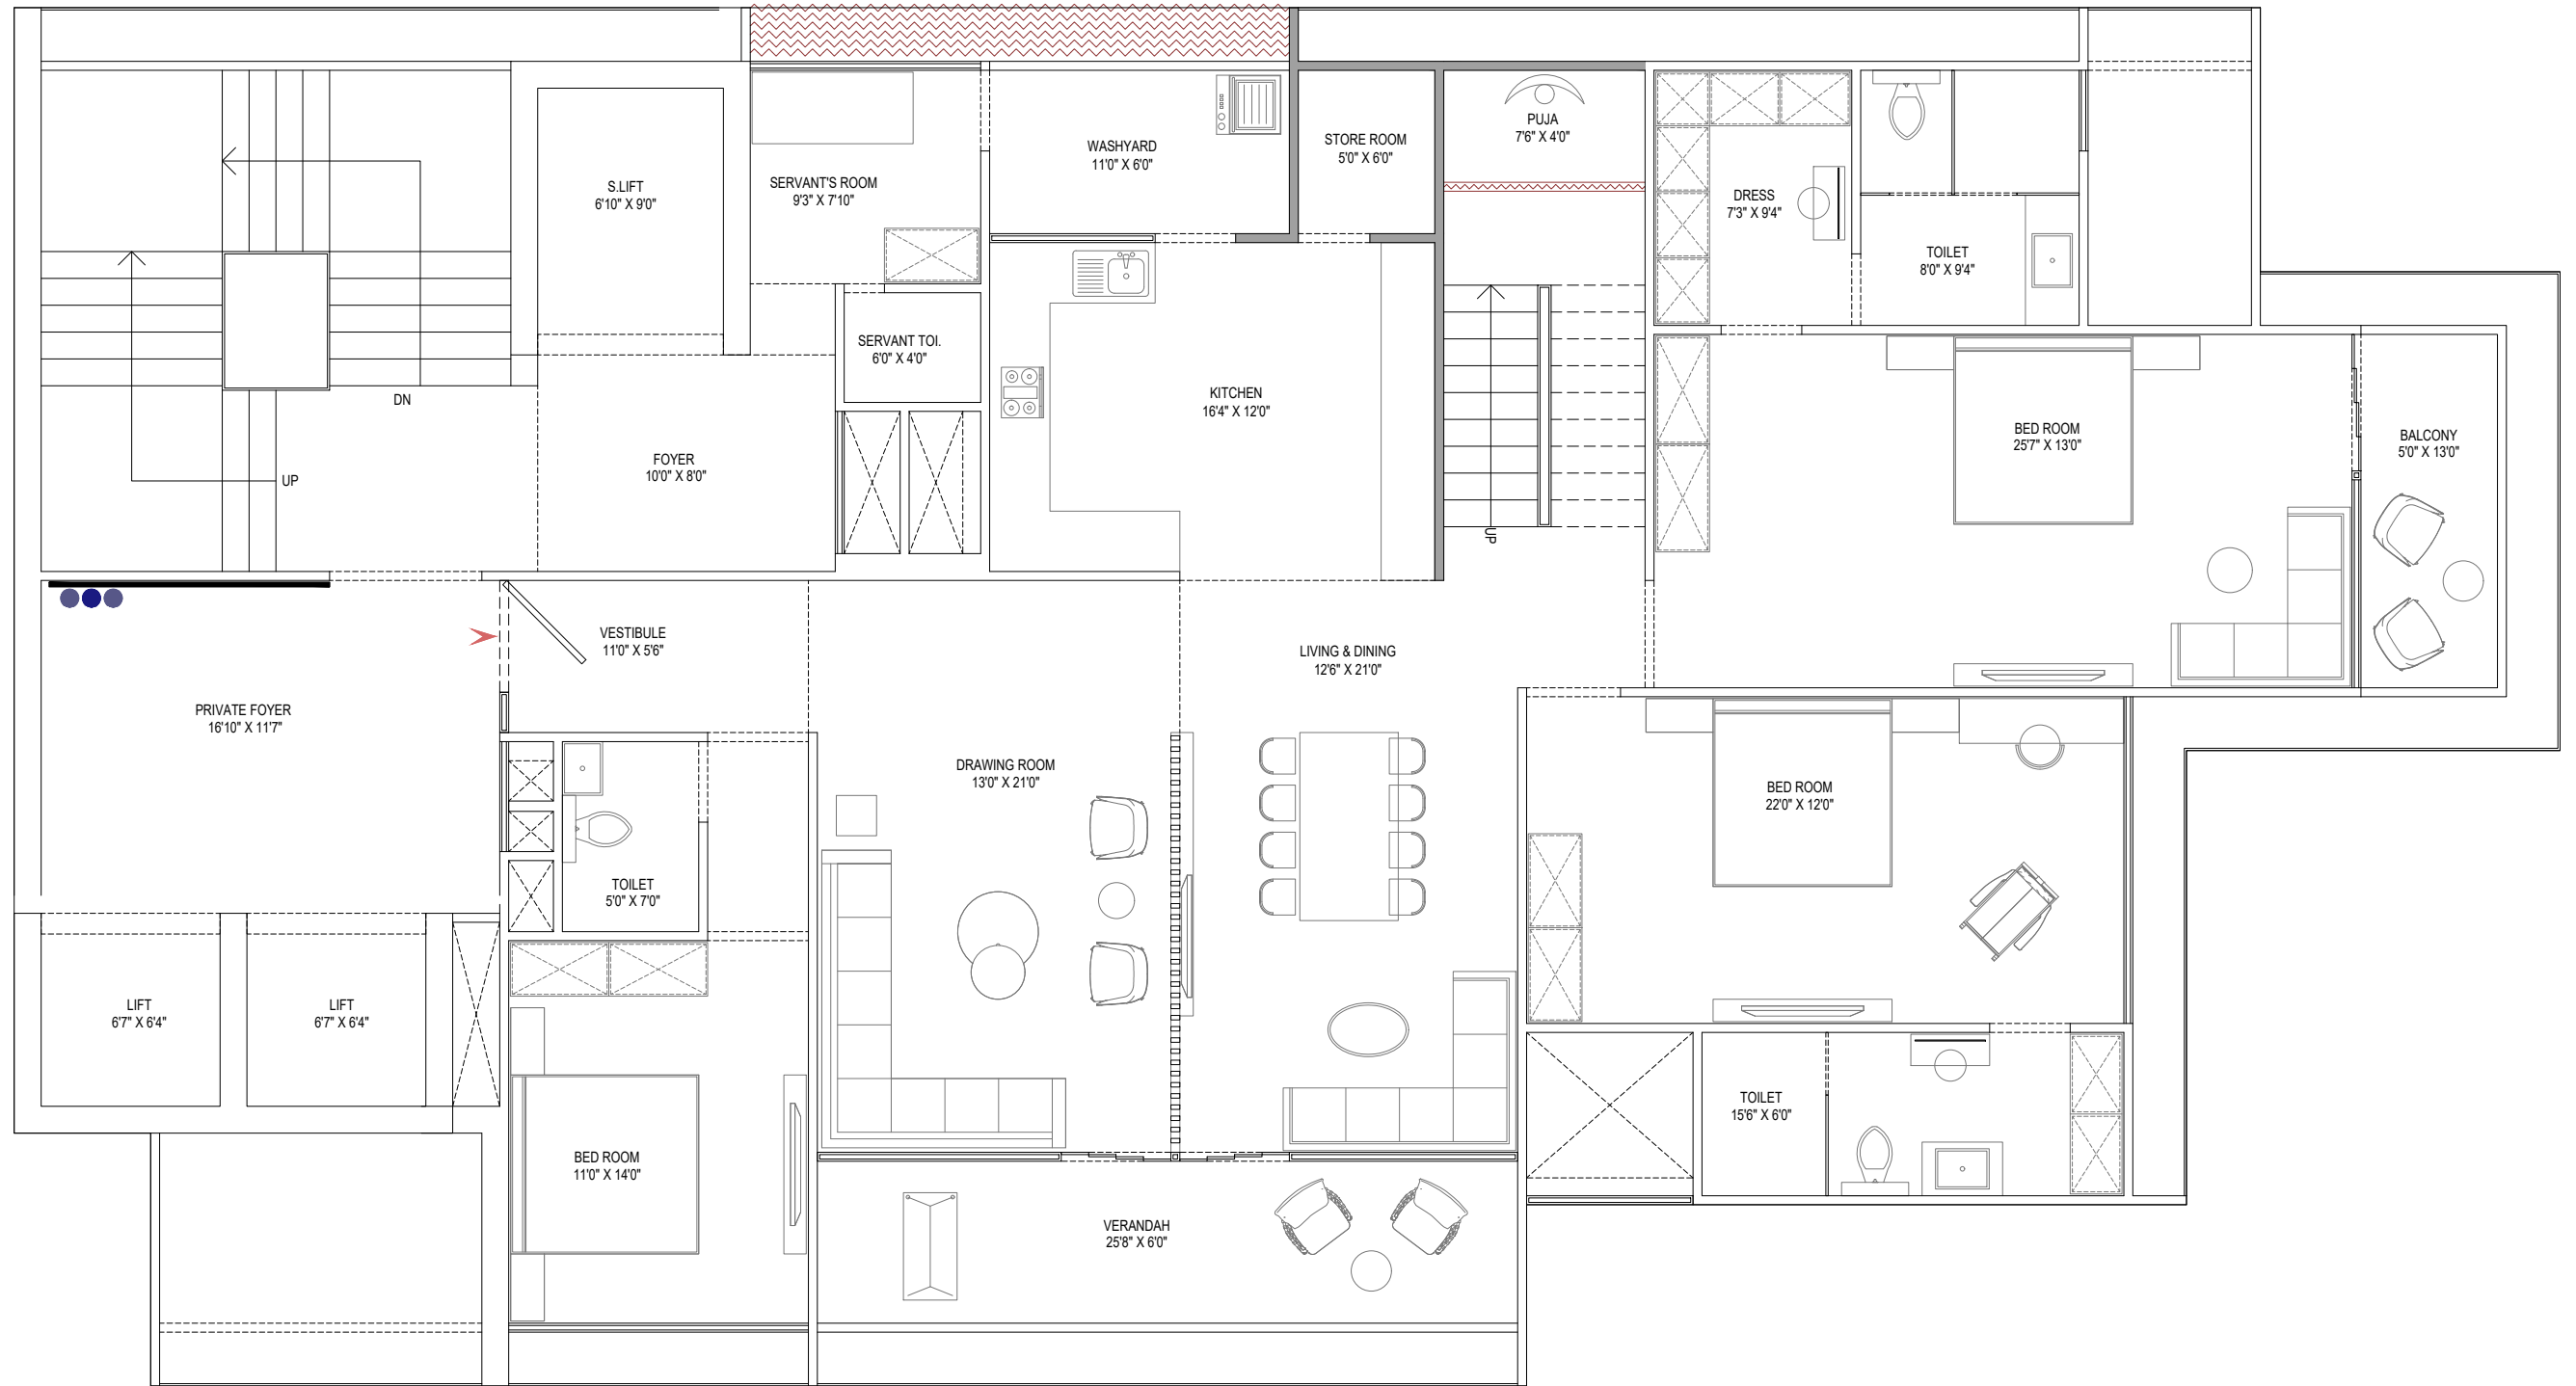 PUJA
7'6" X 4'0"
STORE ROOM
5'0" X 6'0"
WASHYARD
11'0" X 6'0"
S.LIFT
6'10" X 9'0"
SERVANT'S ROOM
9'3" X 7'10"
DRESS
7'3" X 9'4"
TOILET
8'0" X 9'4"
SERVANT TOI.
6'0" X 4'0"
KITCHEN
16'4" X 12'0"
DN
BED ROOM
25'7" X 13'0"
BALCONY
5'0" X 13'0"
FOYER
10'0" X 8'0"
UP
UP
VESTIBULE
11'0" X 5'6"
LIVING & DINING
12'6" X 21'0"
PRIVATE FOYER
16'10" X 11'7"
DRAWING ROOM
13'0" X 21'0"
BED ROOM
22'0" X 12'0"
TOILET
5'0" X 7'0"
LIFT
6'7" X 6'4"
LIFT
6'7" X 6'4"
TOILET
15'6" X 6'0"
BED ROOM
11'0" X 14'0"
VERANDAH
25'8" X 6'0"